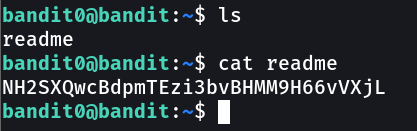 bandit0@bandit:~$ ls
readme
bandit0@bandit:~$ cat readme
NH2SXQwcBdpmTEzi3bvBHMM9H66vVXjL
bandit0@bandit:~$